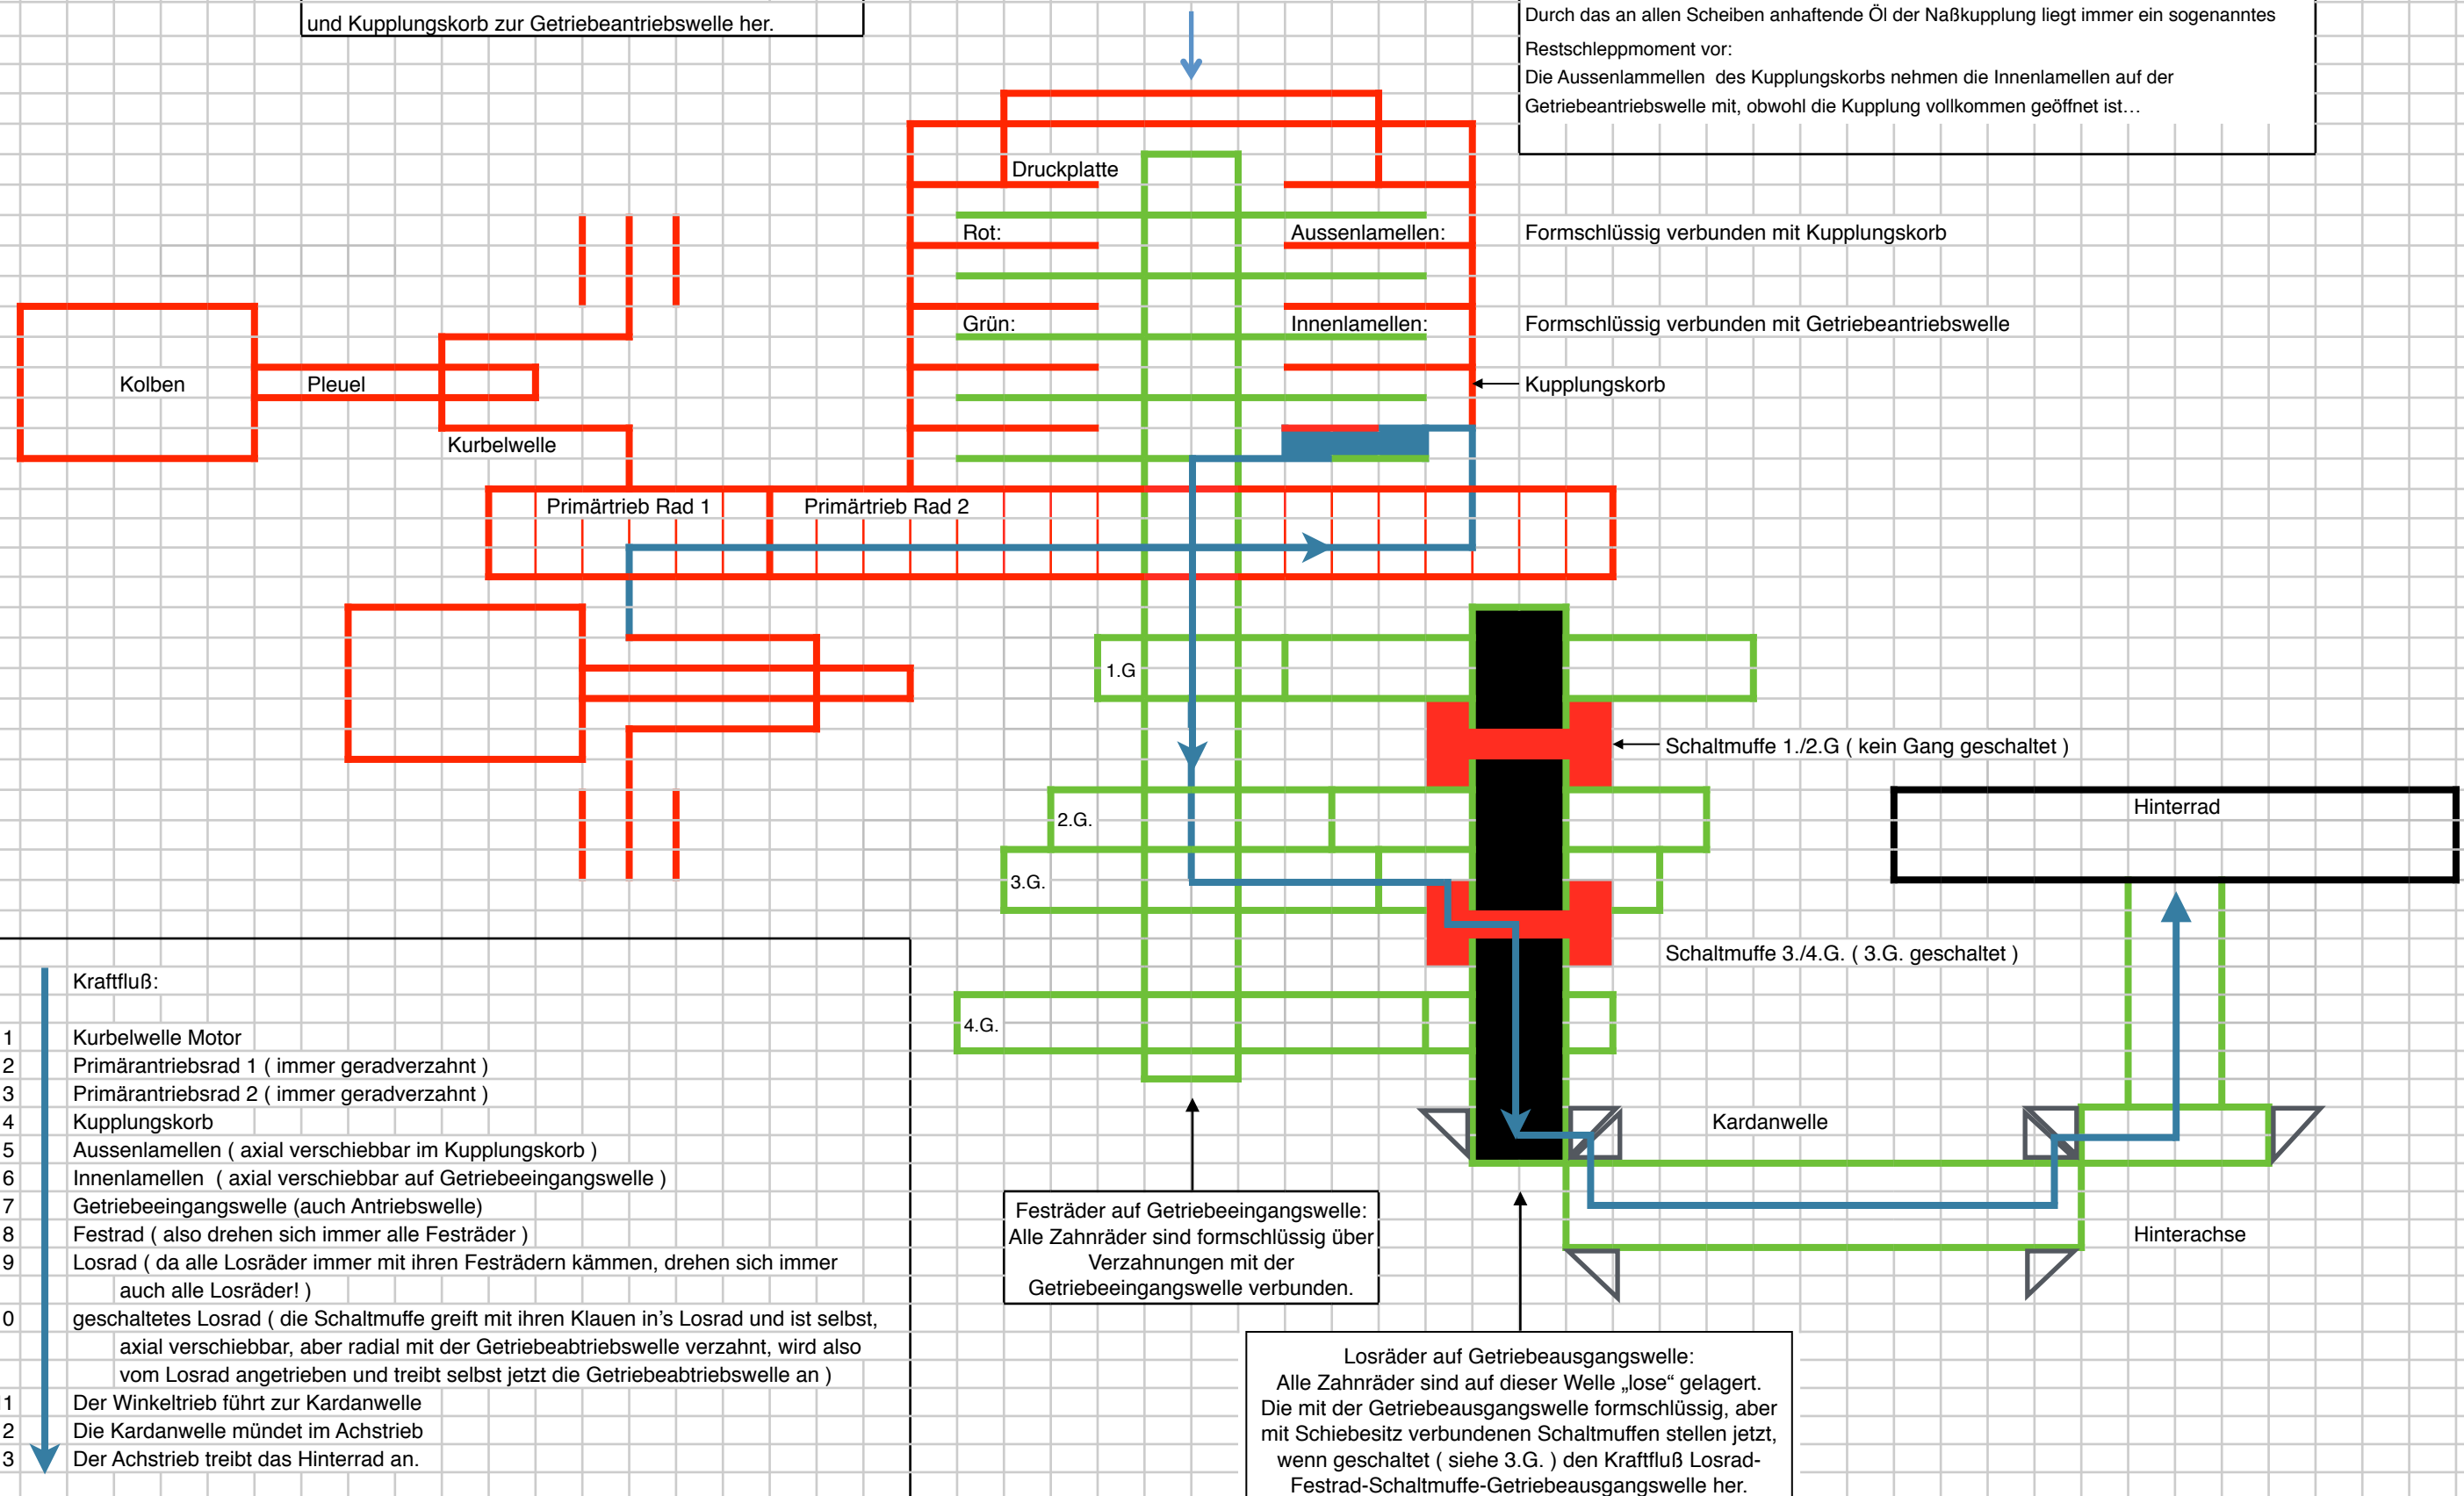 und Kupplungskorb zur Getriebeantriebswelle her.
Durch das an allen Scheiben anhaftende Öl der Naßkupplung liegt immer ein sogenanntes
Restschleppmoment vor:
Die Aussenlammellen des Kupplungskorbs nehmen die Innenlamellen auf der
Getriebeantriebswelle mit, obwohl die Kupplung vollkommen geöffnet ist…
Druckplatte
Rot:
Aussenlamellen:
Formschlüssig verbunden mit Kupplungskorb
Grün:
Innenlamellen:
Formschlüssig verbunden mit Getriebeantriebswelle
Kolben
Pleuel
Kupplungskorb
Kurbelwelle
Primärtrieb Rad 1
Primärtrieb Rad 2
1.G
Schaltmuffe 1./2.G ( kein Gang geschaltet )
2.G.
Hinterrad
3.G.
Schaltmuffe 3./4.G. ( 3.G. geschaltet )
4.G.
Kardanwelle
Hinterachse
Kraftfluß:
1 Kurbelwelle Motor
2 Primärantriebsrad 1 ( immer geradverzahnt )
3 Primärantriebsrad 2 ( immer geradverzahnt )
4 Kupplungskorb
5 Aussenlamellen ( axial verschiebbar im Kupplungskorb )
6 Innenlamellen ( axial verschiebbar auf Getriebeeingangswelle )
7 Getriebeeingangswelle (auch Antriebswelle)
8 Festrad ( also drehen sich immer alle Festräder )
9 Losrad ( da alle Losräder immer mit ihren Festrädern kämmen, drehen sich immer
auch alle Losräder! )
0 geschaltetes Losrad ( die Schaltmuffe greift mit ihren Klauen in's Losrad und ist selbst,
axial verschiebbar, aber radial mit der Getriebeabtriebswelle verzahnt, wird also
vom Losrad angetrieben und treibt selbst jetzt die Getriebeabtriebswelle an )
1 Der Winkeltrieb führt zur Kardanwelle
2 Die Kardanwelle mündet im Achstrieb
3 Der Achstrieb treibt das Hinterrad an.
Festräder auf Getriebeeingangswelle:
Alle Zahnräder sind formschlüssig über
Verzahnungen mit der
Getriebeeingangswelle verbunden.
Losräder auf Getriebeausgangswelle:
Alle Zahnräder sind auf dieser Welle „lose“ gelagert.
Die mit der Getriebeausgangswelle formschlüssig, aber
mit Schiebesitz verbundenen Schaltmuffen stellen jetzt,
wenn geschaltet ( siehe 3.G. ) den Kraftfluß Losrad-
Festrad-Schaltmuffe-Getriebeausgangswelle her.